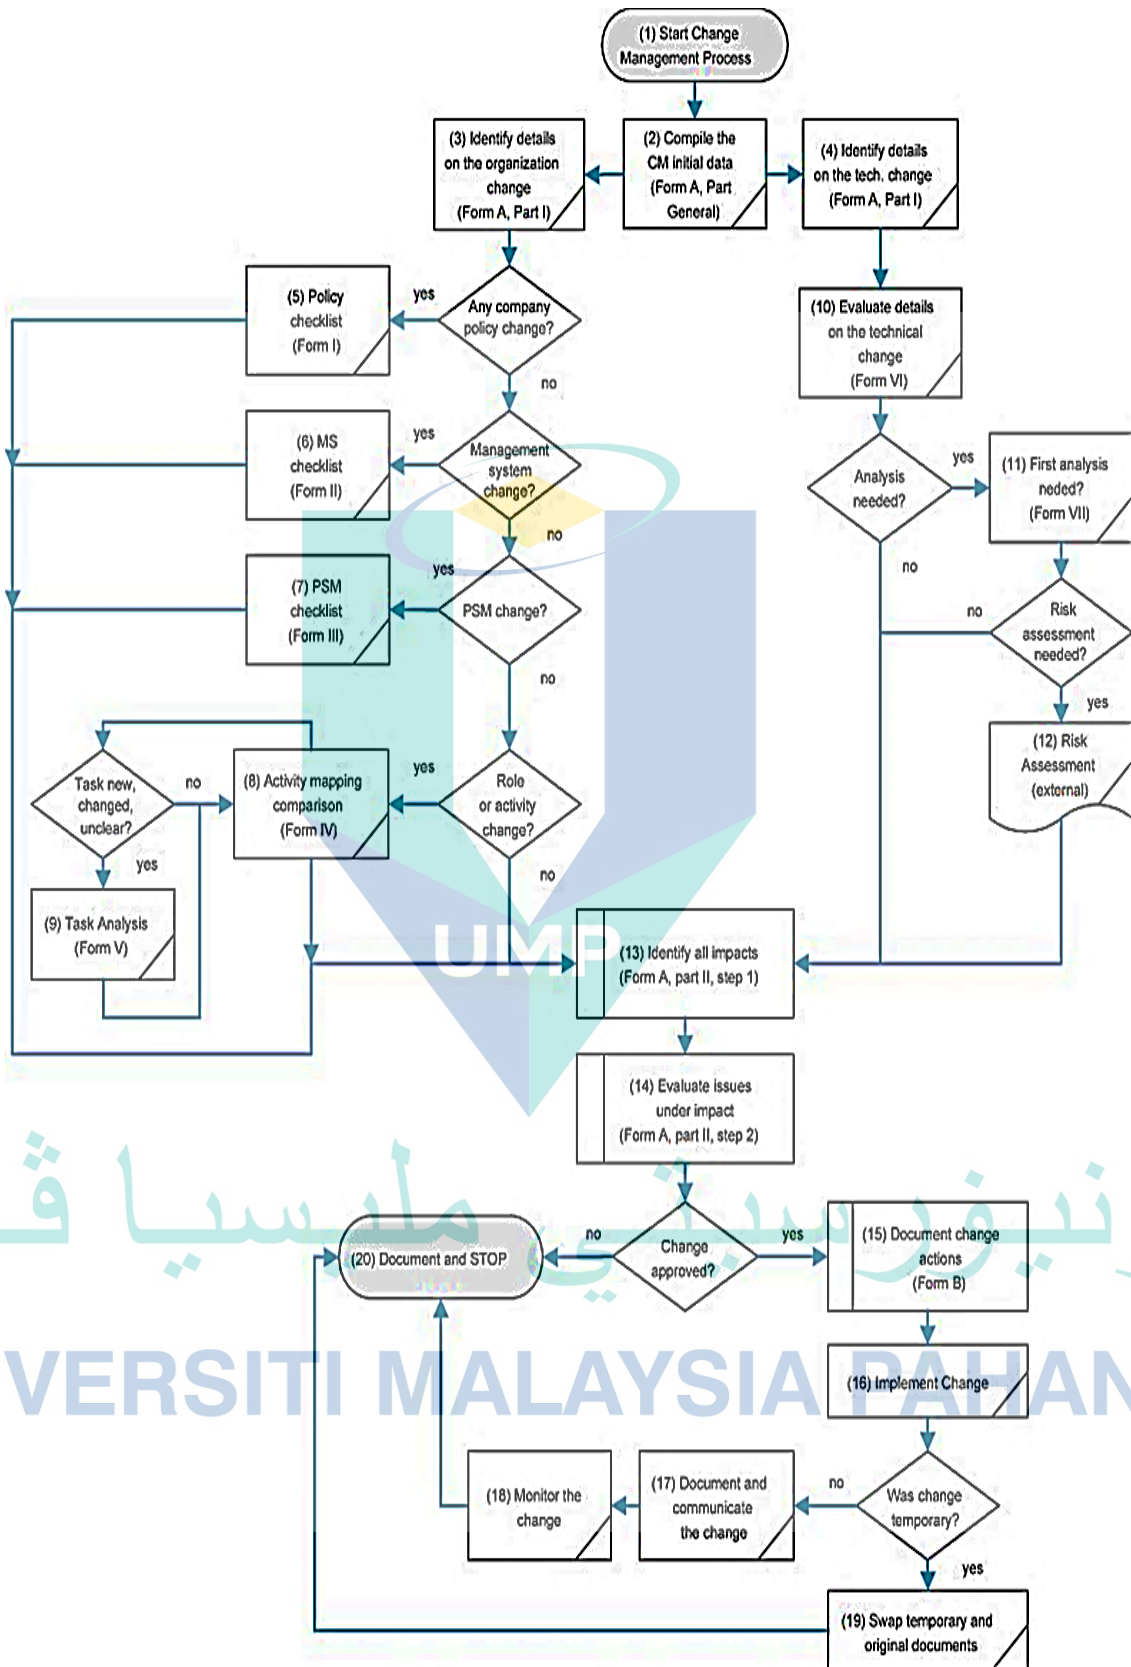 (1) Start Change
Management Process
(3) Identify details
on the organization
change
(Form A, Part I)
(2) Compile the
CM initial data
(Form A, Part
General)
(4) Identify details
on the tech. change
(Form A, Part I)
(5) Policy
checklist
(Form I)
yes
Any company
policy change?
no
(10) Evaluate details
on the technical
change
(Form VI)
(6) MS
checklist
(Form II)
yes
Management
system
change?
no
Analysis
needed?
yes
no
(11) First analysis
neded?
(Form VII)
(7) PSM
checklist
(Form III)
yes
PSM change?
no
no
Risk
assessment
needed?
yes
(12) Risk
Assessment
(external)
Task new,
changed,
unclear?
no
yes
(8) Activity mapping
comparison
(Form IV)
yes
Role
or activity
change?
no
(9) Task Analysis
(Form V)
UMP
(13) Identify all impacts
(Form A, part II, step 1)
(14) Evaluate issues
under impact
(Form A, part II, step 2)
نيۏرسيتي مليسيا ڤ
(20) Document and STOP
no
Change
approved?
yes
(15) Document change
actions
(Form B)
VERSITI MALAYSIA PAHAN
(16) Implement Change
(18) Monitor the
change
(17) Document and
communicate
the change
no
Was change
temporary?
yes
(19) Swap temporary and
original documents